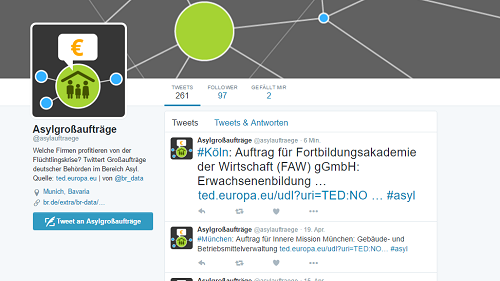 €
TWEETS
261
FOLLOWER
97
GEFÄLLT MIR
2
Asylgroßaufträge
@asylauftraege
Welche Firmen profitieren von der
Flüchtlingskrise? Twittert Großaufträge
deutscher Behörden im Bereich Asyl.
Quelle: ted.europa.eu | von @br_data
Munich, Bavaria
br.de/extra/br-data/...
Tweet an Asylgroßaufträge
Tweets
Tweets & Antworten
Asylgroßaufträge @asylauftraege · 6 Min.
#Köln: Auftrag für Fortbildungsakademie
der Wirtschaft (FAW) gGmbH:
Erwachsenenbildung …
ted.europa.eu/udl?uri=TED:NO … #asyl
Asylgroßaufträge @asylauftraege · 19. Apr.
#München: Auftrag für Innere Mission München: Gebäude- und
Betriebsmittelverwaltung ted.europa.eu/udl?uri=TED:NO… #asyl